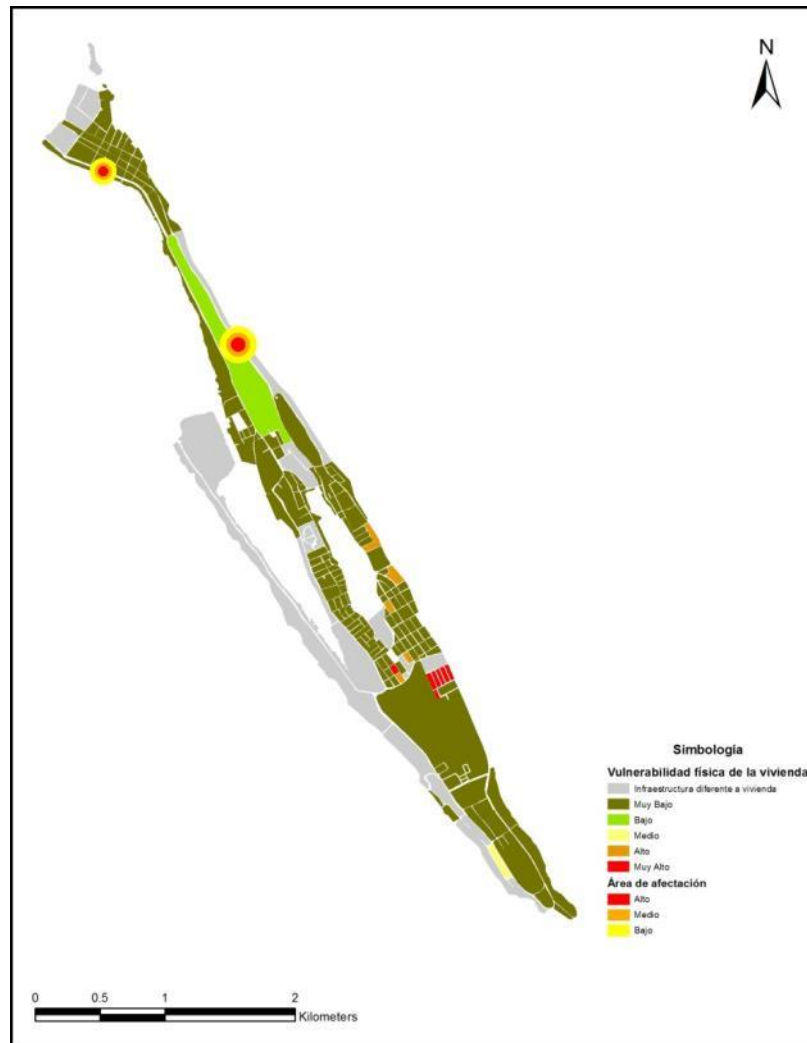 N
Simbología
Vulnerabilidad física de la vivienda
Infraestructura diferente a vivienda
Muy Bajo
Bajo
Medio
Alto
Muy Alto
Área de afectación
Alto
Medio
Bajo
0 0.5 1 2
Kilometers